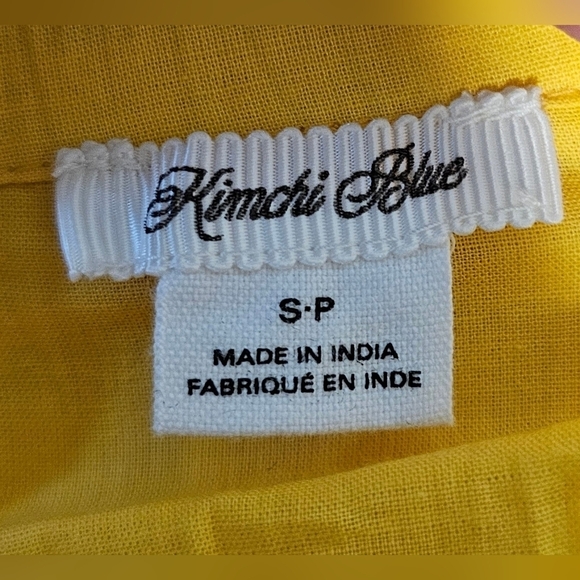 Kimchi Blue
S·P
MADE IN INDIA
FABRIQUÉ EN INDE